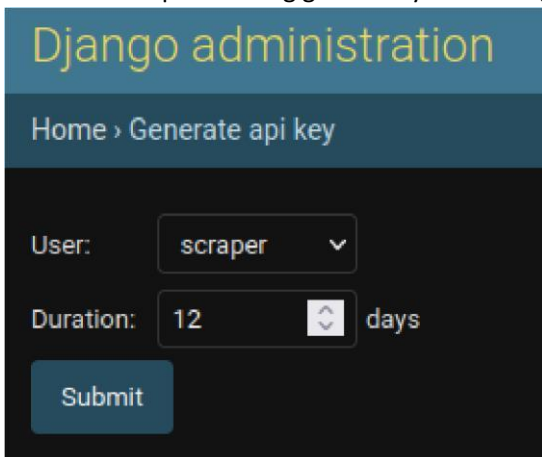 Django administration
Home › Generate api key
User: scraper
Duration: 12 days
Submit